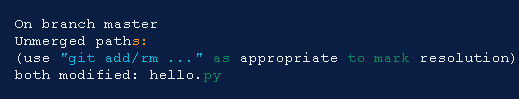 On branch master
Unmerged paths:
(use "git add/rm ..." as appropriate to mark resolution)
both modified: hello.py